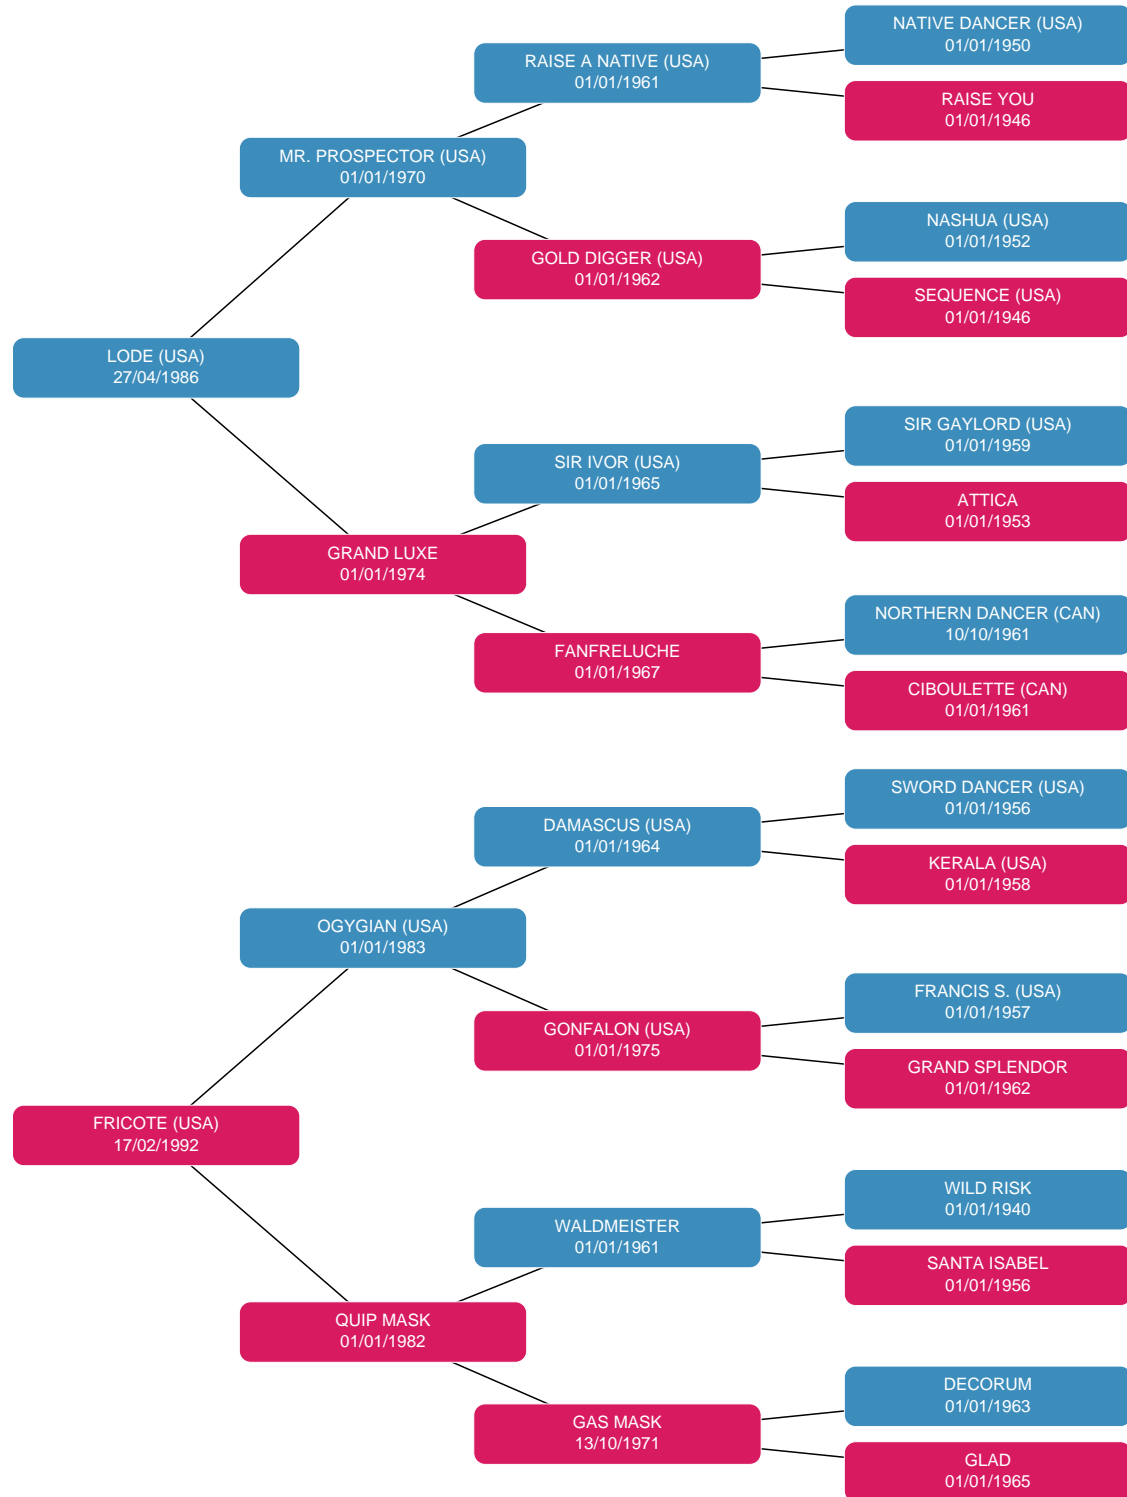 NATIVE DANCER (USA)
01/01/1950
RAISE A NATIVE (USA)
01/01/1961
RAISE YOU
01/01/1946
MR. PROSPECTOR (USA)
01/01/1970
NASHUA (USA)
01/01/1952
GOLD DIGGER (USA)
01/01/1962
SEQUENCE (USA)
01/01/1946
LODE (USA)
27/04/1986
SIR GAYLORD (USA)
01/01/1959
SIR IVOR (USA)
01/01/1965
ATTICA
01/01/1953
GRAND LUXE
01/01/1974
NORTHERN DANCER (CAN)
10/10/1961
FANFRELUCHE
01/01/1967
CIBOULETTE (CAN)
01/01/1961
SWORD DANCER (USA)
01/01/1956
DAMASCUS (USA)
01/01/1964
KERALA (USA)
01/01/1958
OGYGIAN (USA)
01/01/1983
FRANCIS S. (USA)
01/01/1957
GONFALON (USA)
01/01/1975
GRAND SPLENDOR
01/01/1962
FRICOTE (USA)
17/02/1992
WILD RISK
01/01/1940
WALDMEISTER
01/01/1961
SANTA ISABEL
01/01/1956
QUIP MASK
01/01/1982
DECORUM
01/01/1963
GAS MASK
13/10/1971
GLAD
01/01/1965